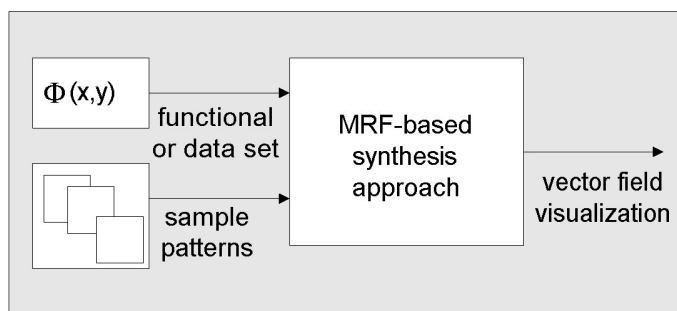 Φ(x,y)
functional
or data set
sample
patterns
MRF-based
synthesis
approach
vector field
visualization